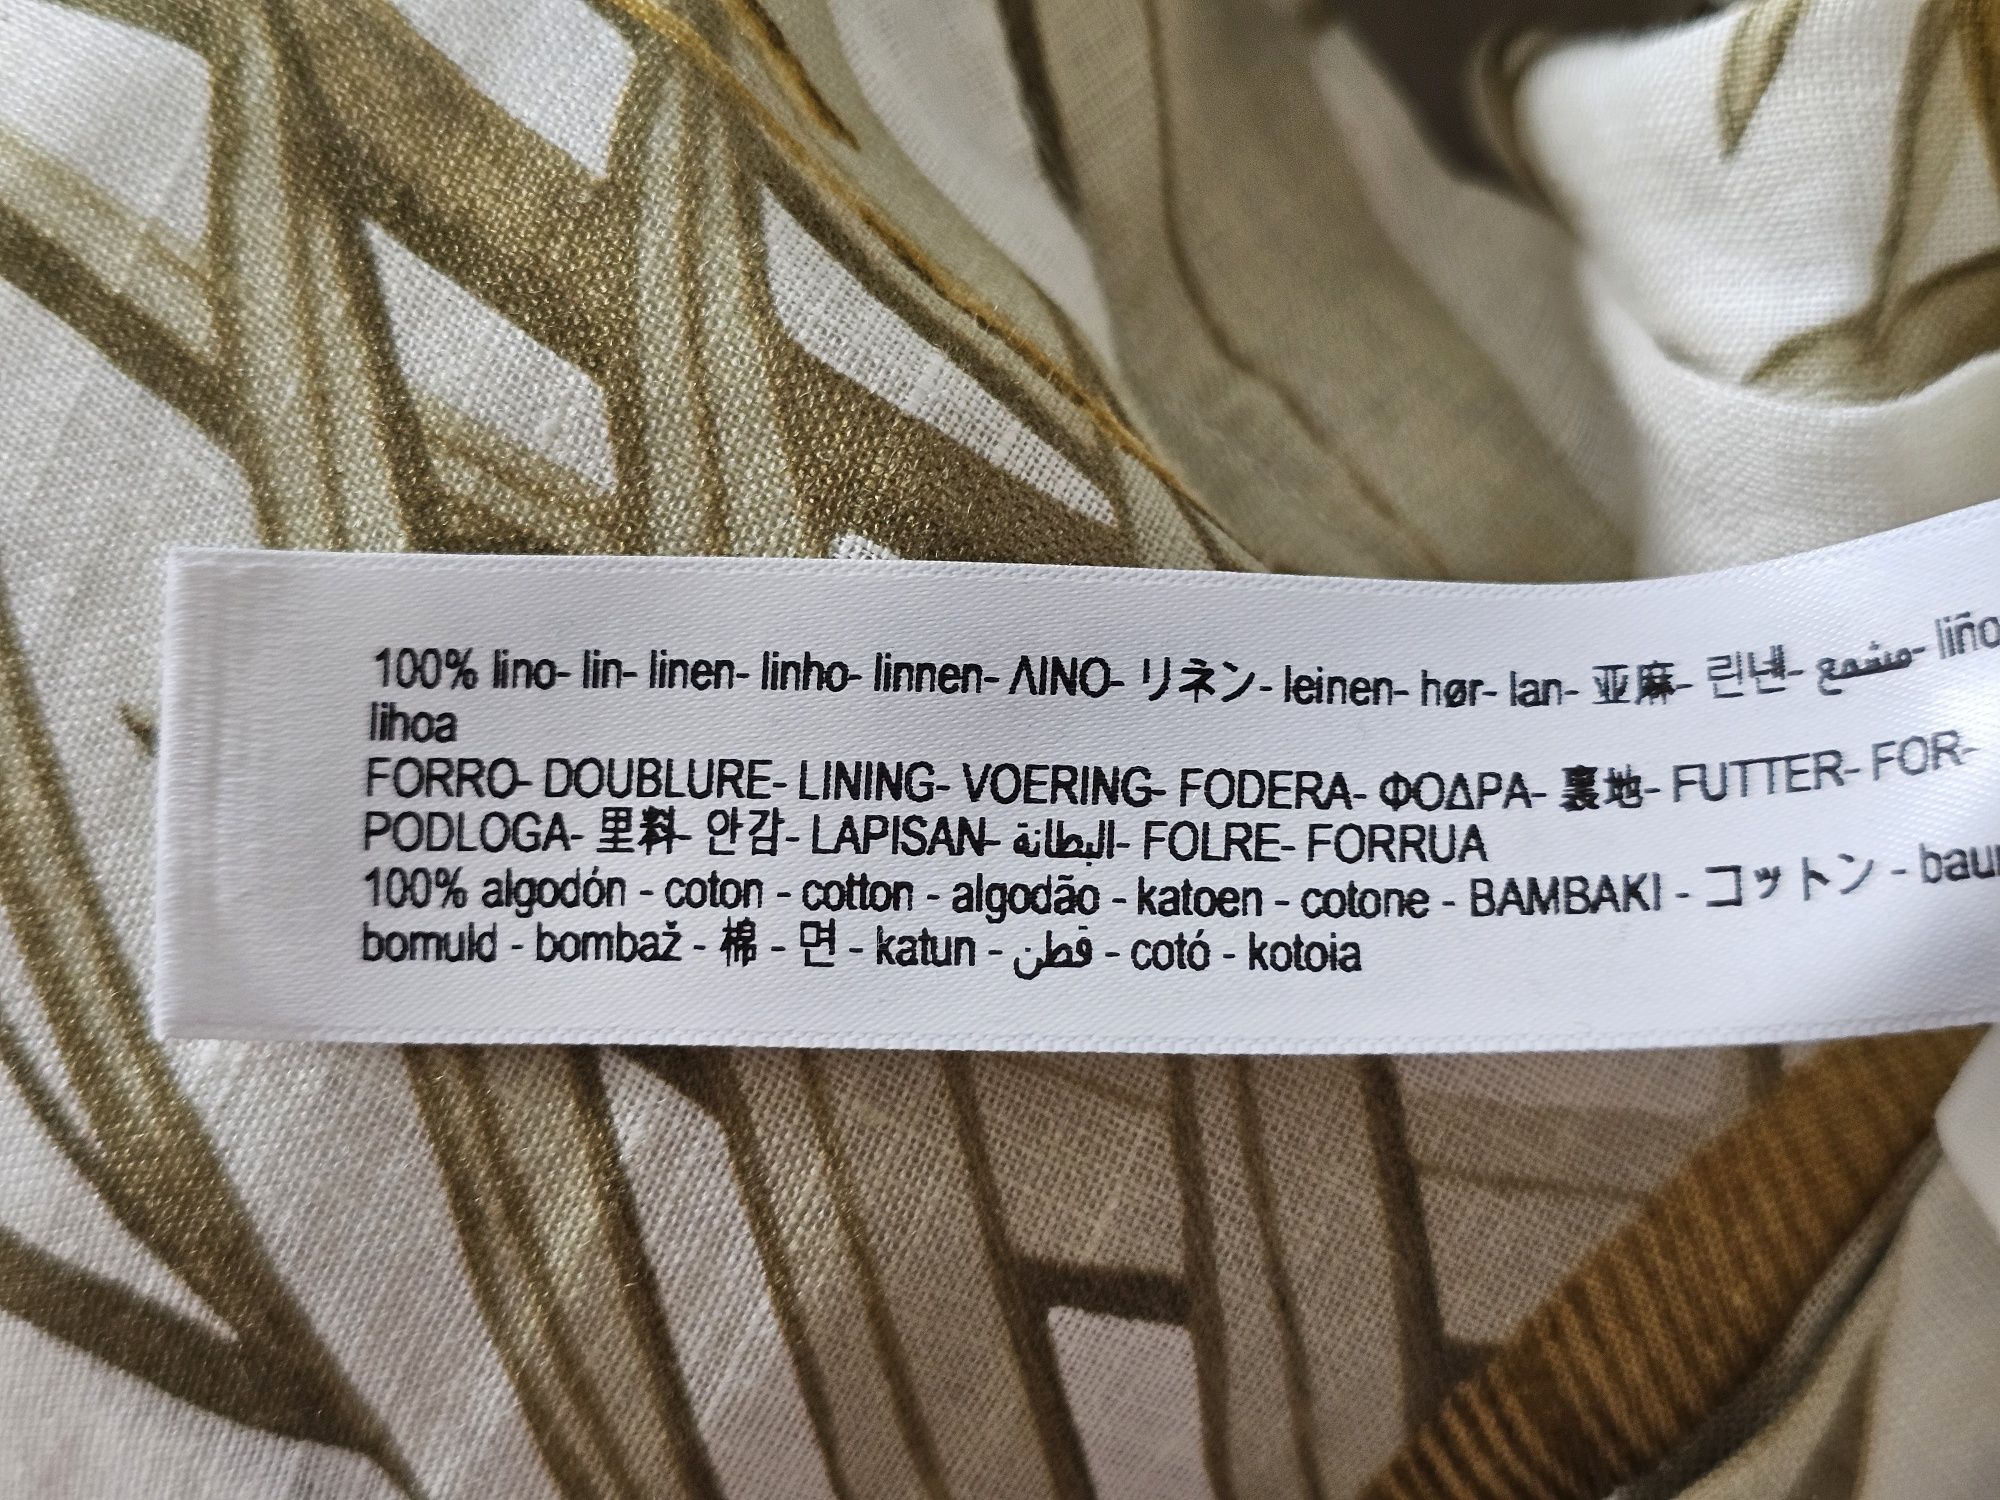 100% lino- lin- linen- linho- linnen- ΛΙΝΟ- リネン- leinen- hør- lan- 亚麻- 린넨- مشمع- liño
lihoa
FORRO- DOUBLURE- LINING- VOERING- FODERA- ΦΟΔΡΑ- 裏地- FUTTER- FOR-
PODLOGA- 里料- 안감- LAPISAN- البطانة- FOLRE- FORRUA
100% algodón - coton - cotton - algodão - katoen - cotone - BAMBAKI - コットン -
bomuld - bombaž - 棉 - 면 - katun - قطن - cotó - kotoia